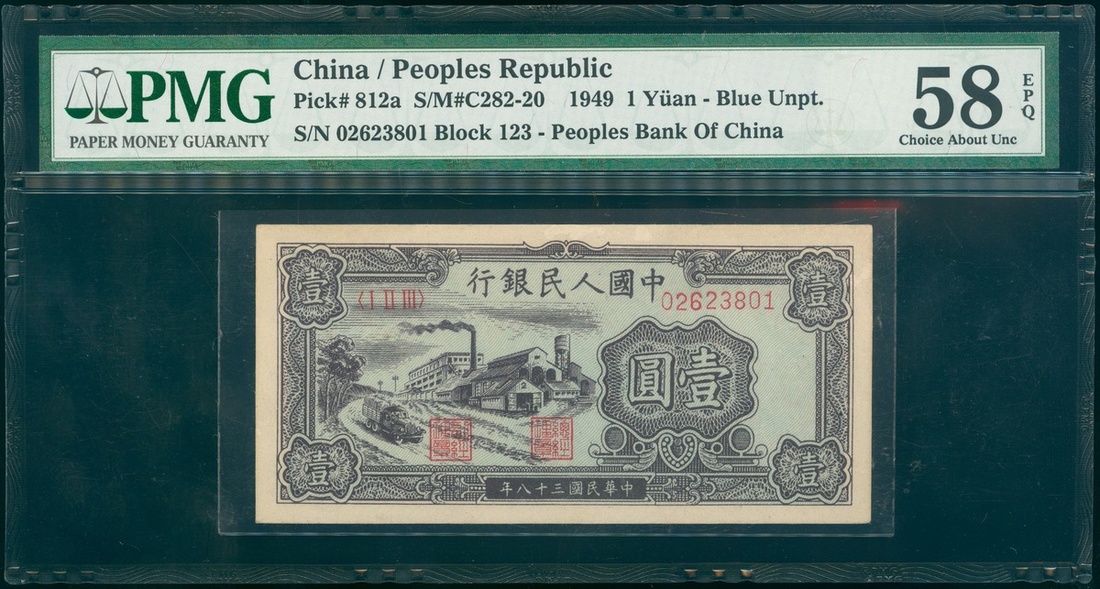 PMG
PAPER MONEY GUARANTY
China / Peoples Republic
Pick# 812a S/M#C282-20 1949 1 Yüan - Blue Unpt.
S/N 02623801 Block 123 - Peoples Bank Of China
58
EPQ
Choice About Unc
行銀民人國中
壹
壹
〈I II III〉
02623801
圓壹
壹
壹
年八十三國民華中